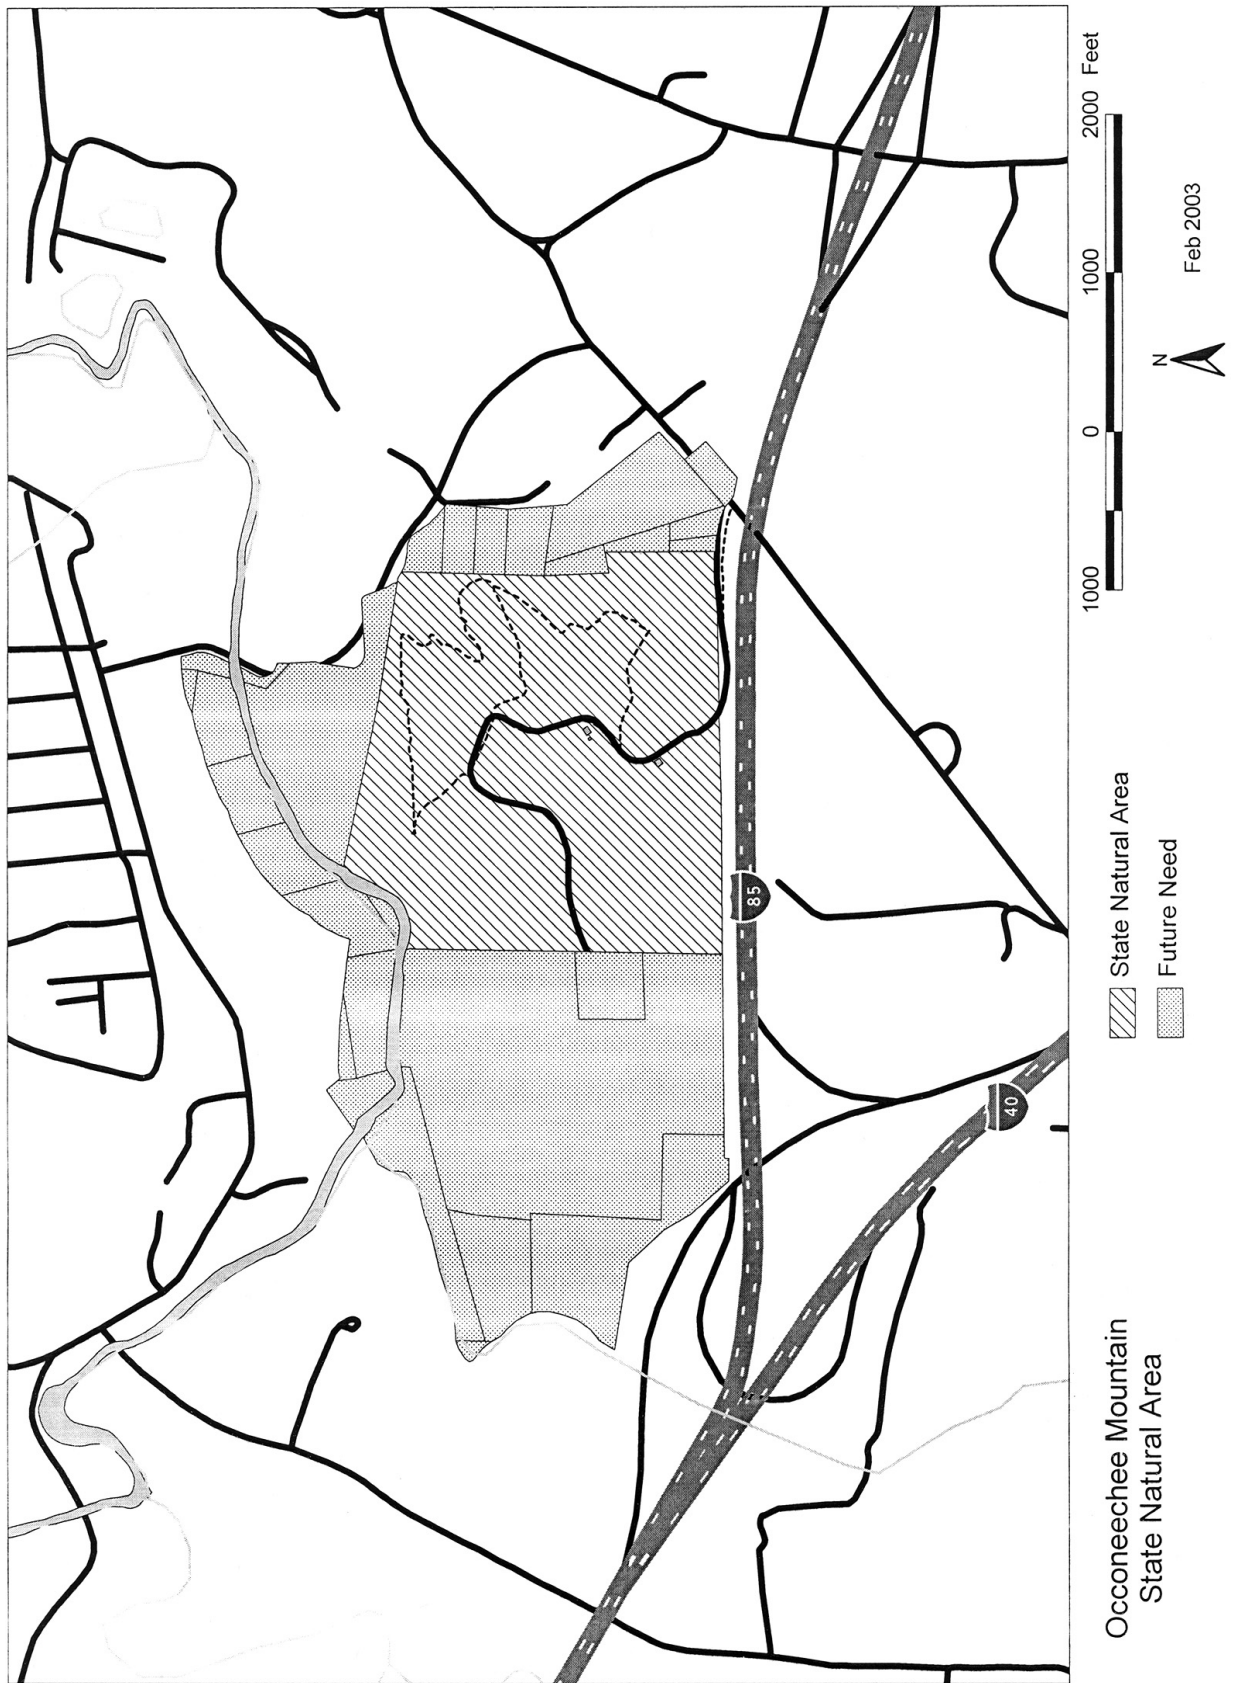 85
40
Occoneechee Mountain
State Natural Area
State Natural Area
Future Need
1000 0 1000 2000 Feet
N
Feb 2003